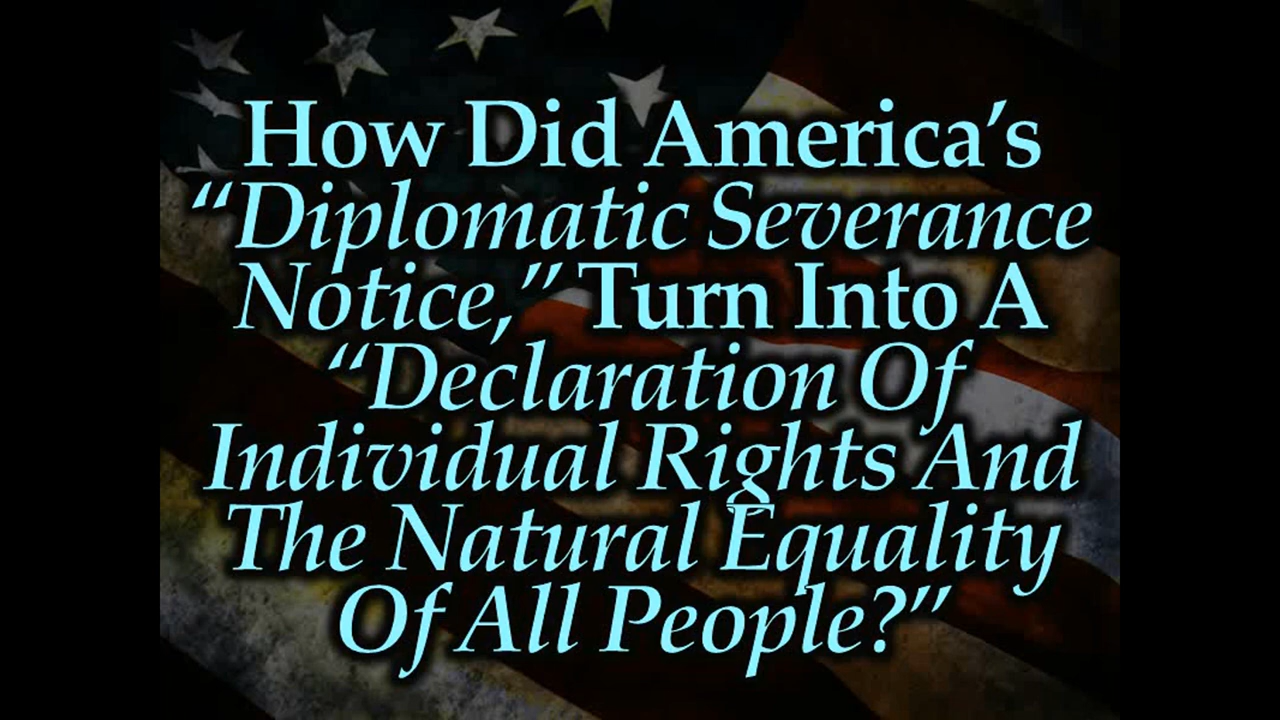 How Did America’s
“Diplomatic Severance
Notice,” Turn Into A
“Declaration Of
Individual Rights And
The Natural Equality
Of All People?”